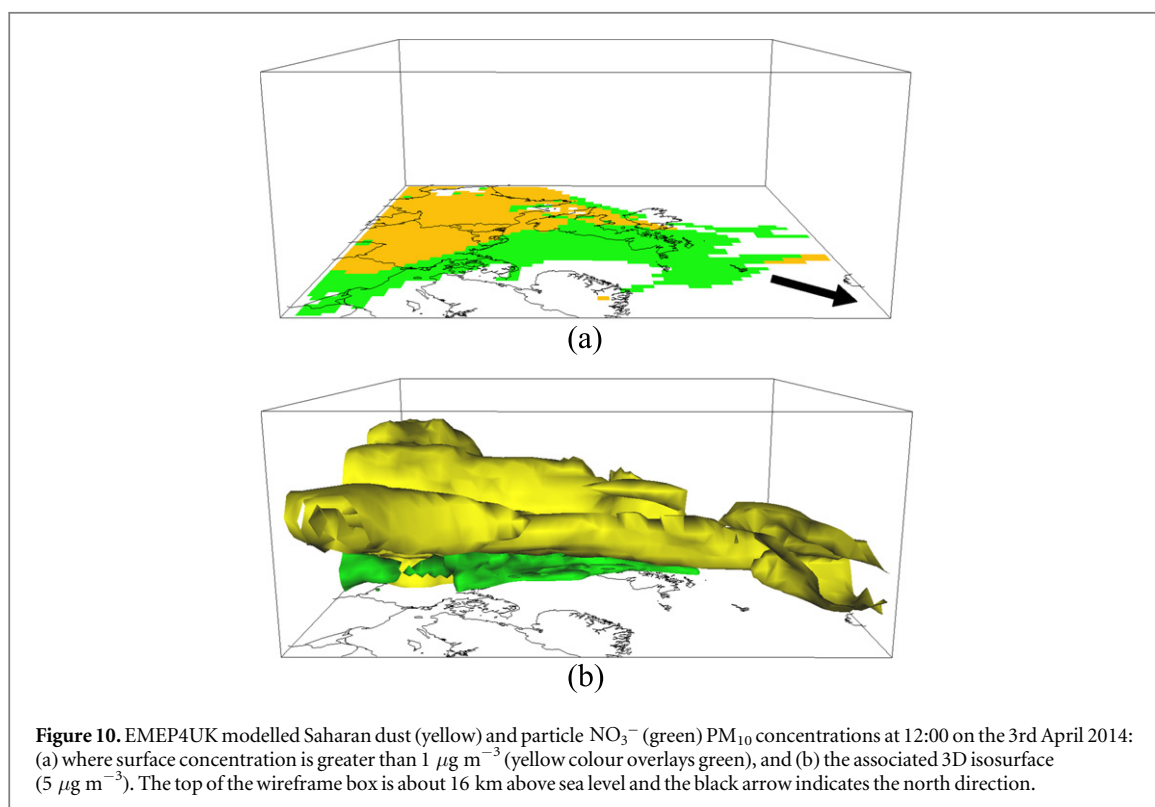 (a)
(b)
Figure 10. EMEP4UK modelled Saharan dust (yellow) and particle NO₃⁻ (green) PM₁₀ concentrations at 12:00 on the 3rd April 2014:
(a) where surface concentration is greater than 1 μg m⁻³ (yellow colour overlays green), and (b) the associated 3D isosurface
(5 μg m⁻³). The top of the wireframe box is about 16 km above sea level and the black arrow indicates the north direction.